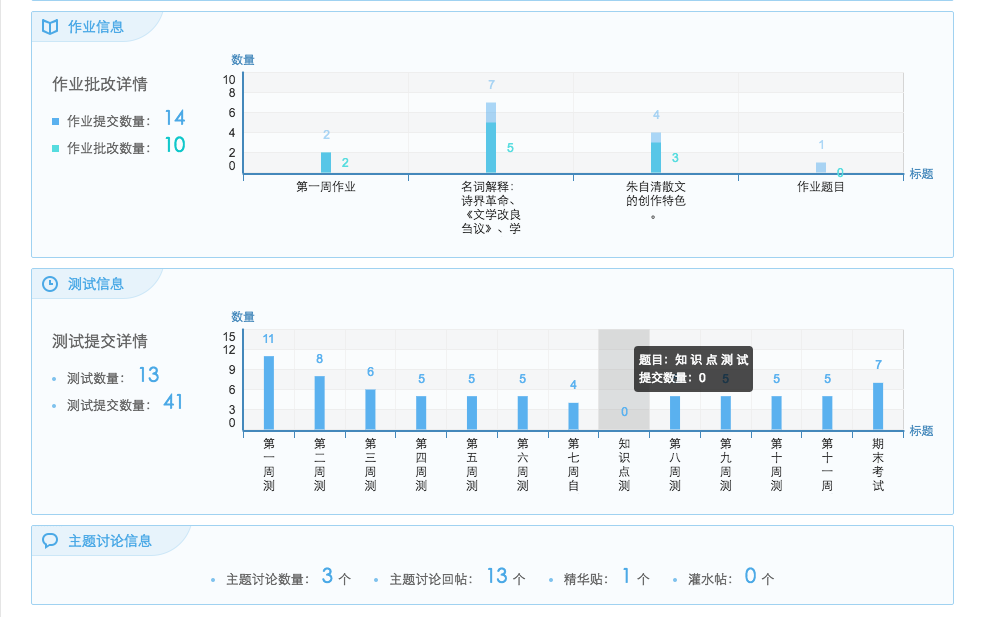 作业信息
作业批改详情
作业提交数量： 14
作业批改数量： 10
数量
10
8
6
4
2
0
2
2
7
5
4
3
1
0
标题
第一周作业
名词解释：
诗界革命、
《文学改良
刍议》、学
朱自清散文
的创作特色
。
作业题目
测试信息
测试提交详情
测试数量： 13
测试提交数量： 41
数量
15
12
9
6
3
0
11
8
6
5
5
5
4
0
题目：知识点测试
提交数量：0
5
5
5
7
标题
第一周测
第二周测
第三周测
第四周测
第五周测
第六周测
第七周自
知识点测
第八周测
第九周测
第十周测
第十一周
期末考试
主题讨论信息
主题讨论数量： 3 个 主题讨论回帖： 13 个 精华贴： 1 个 灌水帖： 0 个